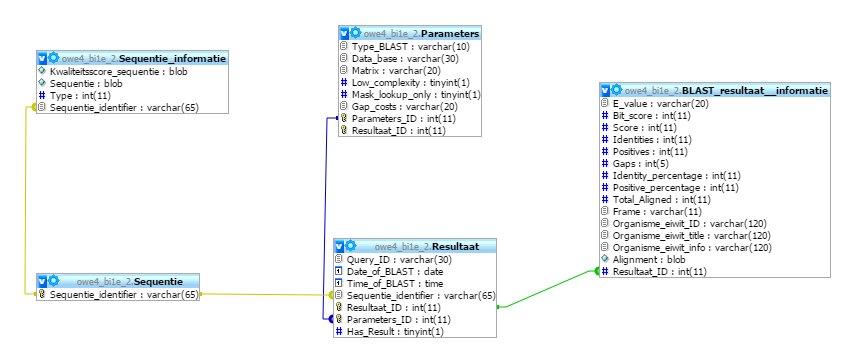 owe4_bi1e_2.Sequentie_informatie
Kwaliteitsscore_sequentie : blob
Sequentie : blob
# Type : int(11)
Sequentie_identifier : varchar(65)
owe4_bi1e_2.Parameters
Type_BLAST : varchar(10)
Data_base : varchar(30)
Matrix : varchar(20)
# Low_complexity : tinyint(1)
# Mask_lookup_only : tinyint(1)
Gap_costs : varchar(20)
Parameters_ID : int(11)
Resultaat_ID : int(11)
owe4_bi1e_2.BLAST_resultaat__informatie
E_value : varchar(20)
# Bit_score : int(11)
# Score : int(11)
# Identities : int(11)
# Positives : int(11)
# Gaps : int(5)
# Identity_percentage : int(11)
# Positive_percentage : int(11)
# Total_Aligned : int(11)
Frame : varchar(11)
Organisme_eiwit_ID : varchar(120)
Organisme_eiwit_title : varchar(120)
Organisme_eiwit_info : varchar(120)
Alignment : blob
# Resultaat_ID : int(11)
owe4_bi1e_2.Sequentie
Sequentie_identifier : varchar(65)
owe4_bi1e_2.Resultaat
Query_ID : varchar(30)
Date_of_BLAST : date
Time_of_BLAST : time
Sequentie_identifier : varchar(65)
Resultaat_ID : int(11)
Parameters_ID : int(11)
# Has_Result : tinyint(1)